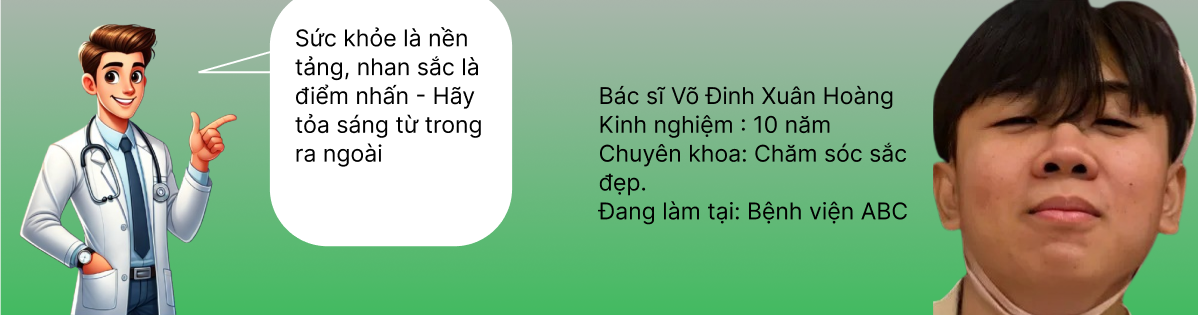 Sức khỏe là nền
tảng, nhan sắc là
điểm nhấn - Hãy
tỏa sáng từ trong
ra ngoài
Bác sĩ Võ Đinh Xuân Hoàng
Kinh nghiệm : 10 năm
Chuyên khoa: Chăm sóc sắc
đẹp.
Đang làm tại: Bệnh viện ABC